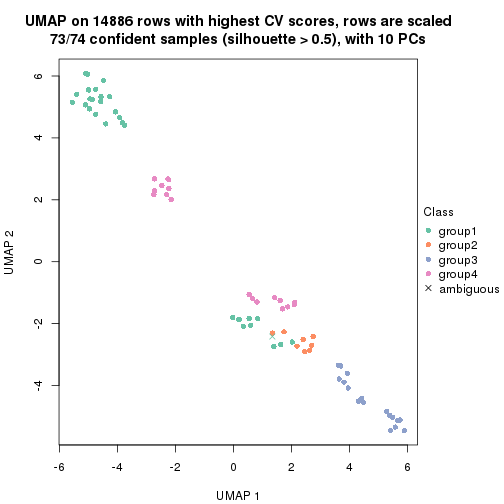 UMAP on 14886 rows with highest CV scores, rows are scaled
73/74 confident samples (silhouette > 0.5), with 10 PCs
6
4
2
0
-2
-4
UMAP 2
-6
-4
-2
0
2
4
6
UMAP 1
Class
group1
group2
group3
group4
ambiguous